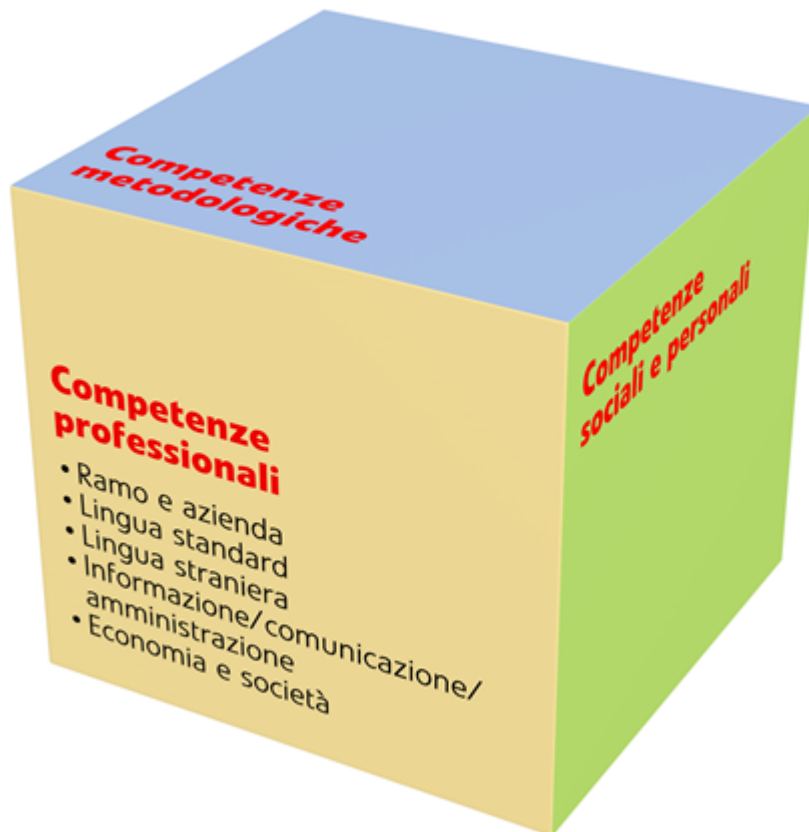 Competenze
metodologiche
Competenze
sociali e personali
Competenze
professionali
• Ramo e azienda
• Lingua standard
• Lingua straniera
• Informazione/comunicazione/
amministrazione
• Economia e società